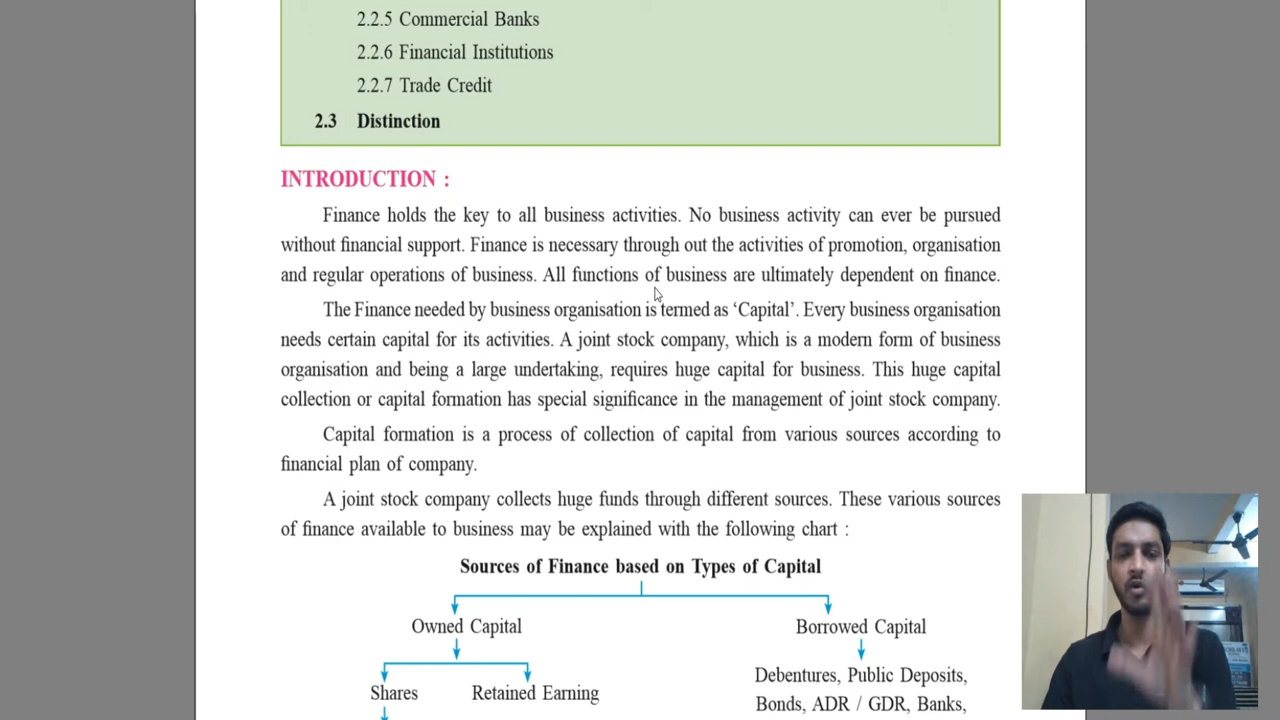 2.2.5 Commercial Banks
2.2.6 Financial Institutions
2.2.7 Trade Credit
2.3 Distinction
INTRODUCTION :
Finance holds the key to all business activities. No business activity can ever be pursued
without financial support. Finance is necessary through out the activities of promotion, organisation
and regular operations of business. All functions of business are ultimately dependent on finance.
The Finance needed by business organisation is termed as ‘Capital’. Every business organisation
needs certain capital for its activities. A joint stock company, which is a modern form of business
organisation and being a large undertaking, requires huge capital for business. This huge capital
collection or capital formation has special significance in the management of joint stock company.
Capital formation is a process of collection of capital from various sources according to
financial plan of company.
A joint stock company collects huge funds through different sources. These various sources
of finance available to business may be explained with the following chart :
Sources of Finance based on Types of Capital
Owned Capital
Borrowed Capital
Shares
Retained Earning
Debentures, Public Deposits,
Bonds, ADR / GDR, Banks,